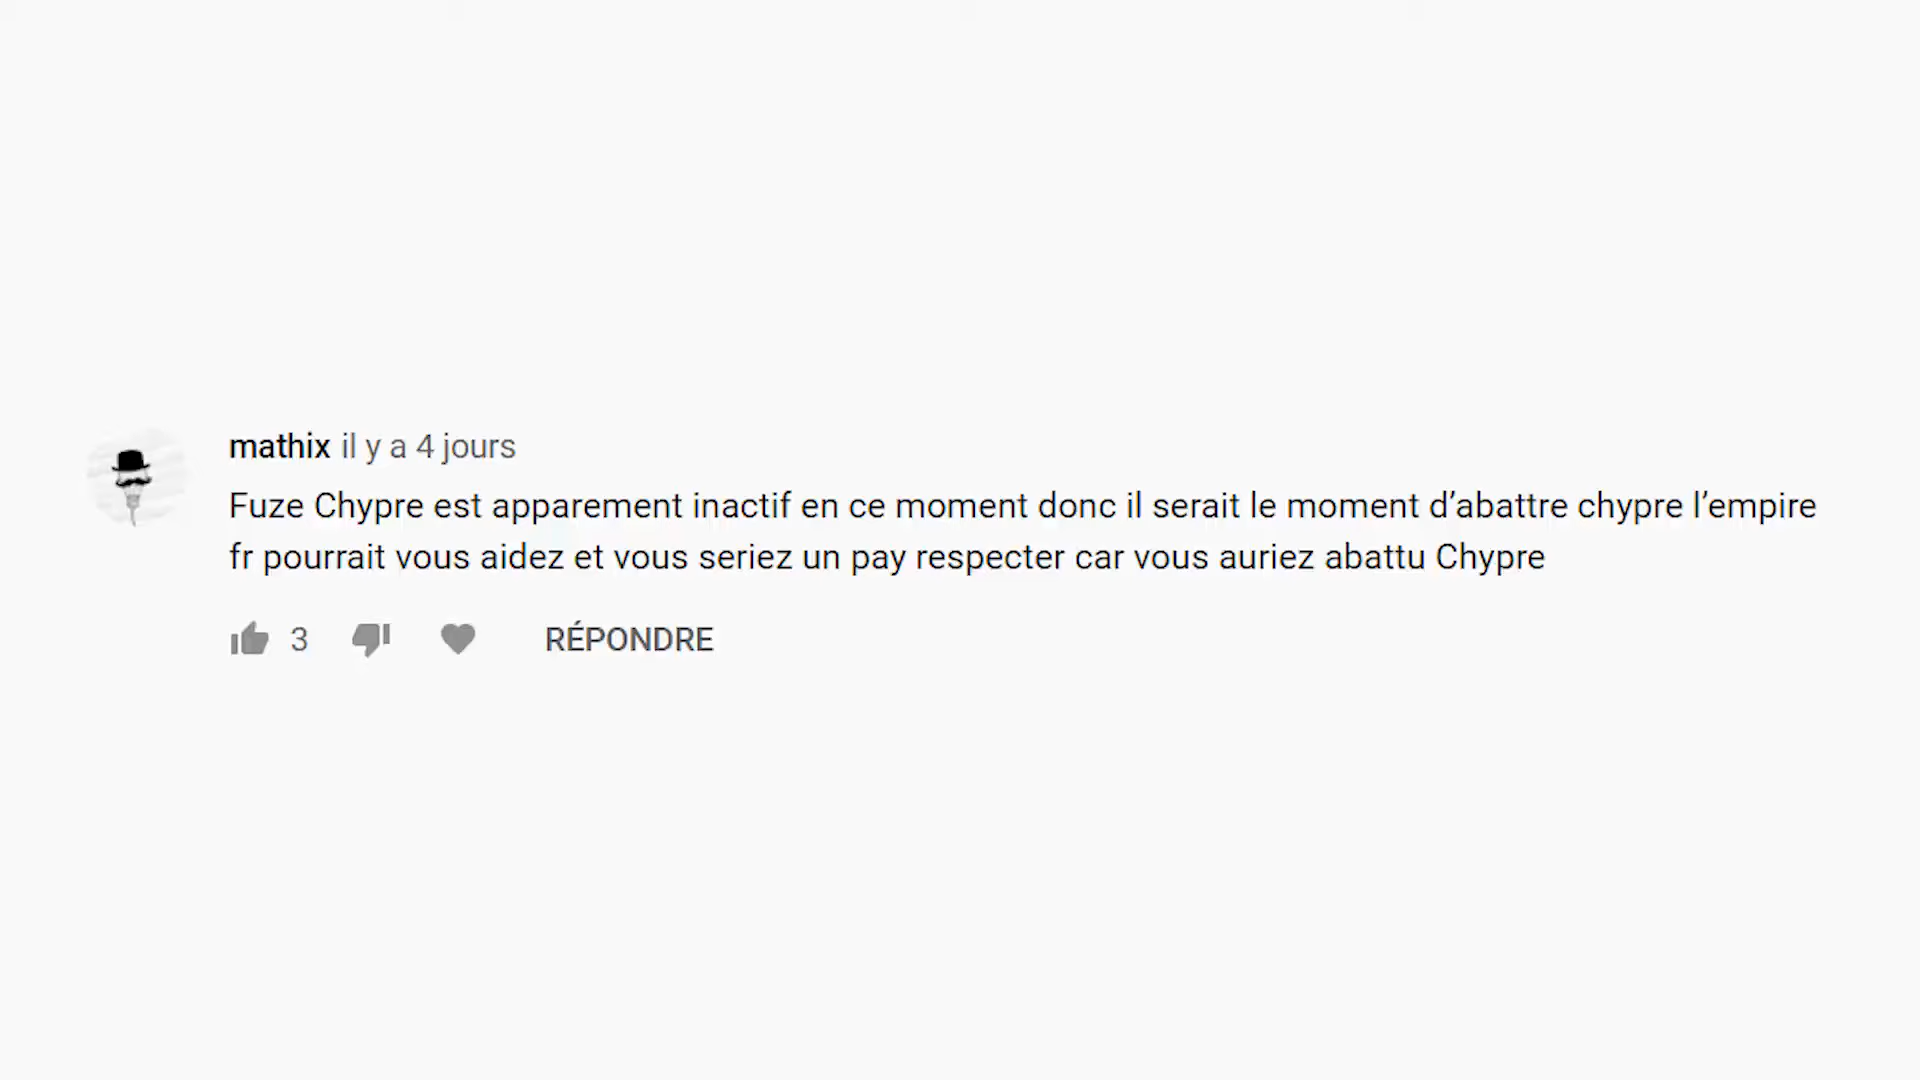 mathix il y a 4 jours
Fuze Chypre est apparement inactif en ce moment donc il serait le moment d’abattre chypre l’empire
fr pourrait vous aidez et vous seriez un pay respecter car vous auriez abattu Chypre
3 RÉPONDRE